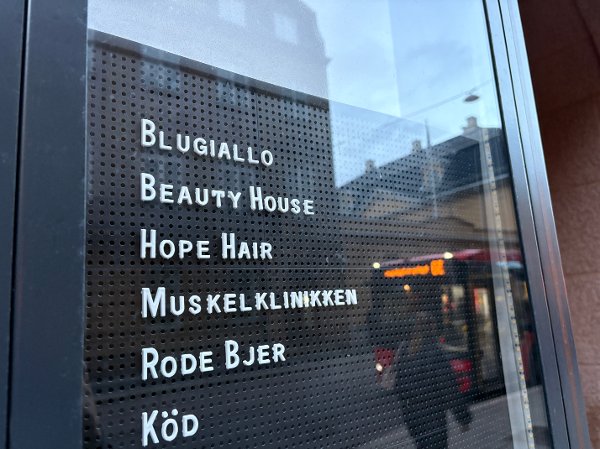 Blugiallo
Beauty House
Hope Hair
Muskelklinikken
Rode Bjer
Köd